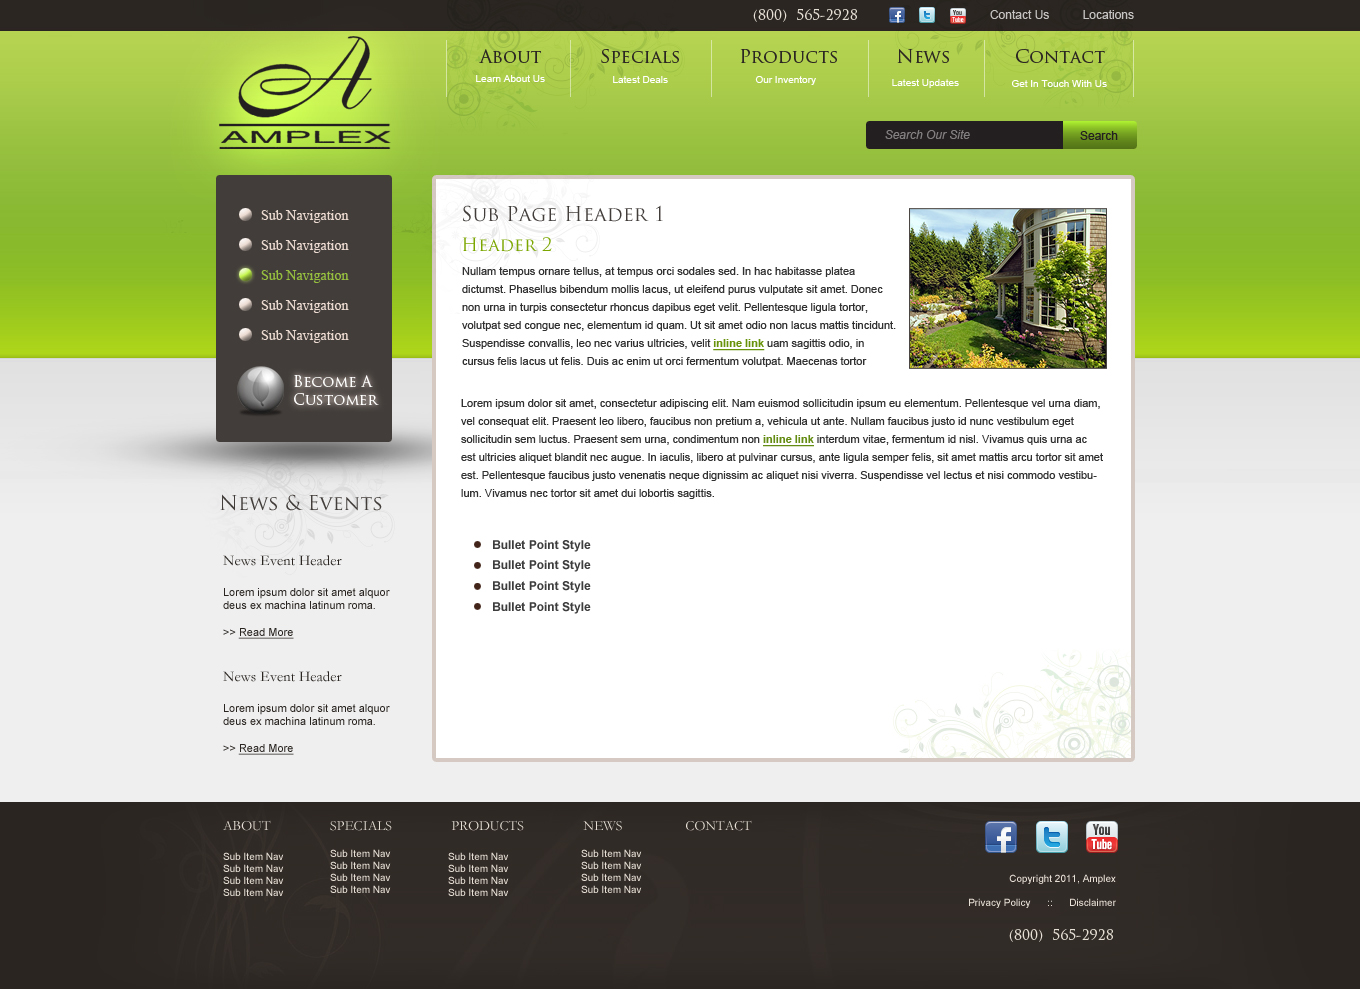 (800) 565-2928
You
Tube
Contact Us
Locations
A
AMPLEX
About
Learn About Us
Specials
Latest Deals
Products
Our Inventory
News
Latest Updates
Contact
Get In Touch With Us
Search Our Site
Search
Sub Navigation
Sub Navigation
Sub Navigation
Sub Navigation
Sub Navigation
Become A
Customer
Sub Page Header 1
Header 2
Nullam tempus ornare tellus, at tempus orci sodales sed. In hac habitasse platea
dictumst. Phasellus bibendum mollis lacus, ut eleifend purus vulputate sit amet. Donec
non urna in turpis consectetur rhoncus dapibus eget velit. Pellentesque ligula tortor,
volutpat sed congue nec, elementum id quam. Ut sit amet odio non lacus mattis tincidunt.
Suspendisse convallis, leo nec varius ultricies, velit inline link uam sagittis odio, in
cursus felis lacus ut felis. Duis ac enim ut orci fermentum volutpat. Maecenas tortor
Lorem ipsum dolor sit amet, consectetur adipiscing elit. Nam euismod sollicitudin ipsum eu elementum. Pellentesque vel urna diam,
vel consequat elit. Praesent leo libero, faucibus non pretium a, vehicula ut ante. Nullam faucibus justo id nunc vestibulum eget
sollicitudin sem luctus. Praesent sem urna, condimentum non inline link interdum vitae, fermentum id nisl. Vivamus quis urna ac
est ultricies aliquet blandit nec augue. In iaculis, libero at pulvinar cursus, ante ligula semper felis, sit amet mattis arcu tortor sit amet
est. Pellentesque faucibus justo venenatis neque dignissim ac aliquet nisi viverra. Suspendisse vel lectus et nisi commodo vestibu-
lum. Vivamus nec tortor sit amet dui lobortis sagittis.
Bullet Point Style
Bullet Point Style
Bullet Point Style
Bullet Point Style
News & Events
News Event Header
Lorem ipsum dolor sit amet alquor
deus ex machina latinum roma.
>> Read More
News Event Header
Lorem ipsum dolor sit amet alquor
deus ex machina latinum roma.
>> Read More
ABOUT
Sub Item Nav
Sub Item Nav
Sub Item Nav
Sub Item Nav
SPECIALS
Sub Item Nav
Sub Item Nav
Sub Item Nav
Sub Item Nav
PRODUCTS
Sub Item Nav
Sub Item Nav
Sub Item Nav
Sub Item Nav
NEWS
Sub Item Nav
Sub Item Nav
Sub Item Nav
Sub Item Nav
CONTACT
You
Tube
Copyright 2011, Amplex
Privacy Policy :: Disclaimer
(800) 565-2928